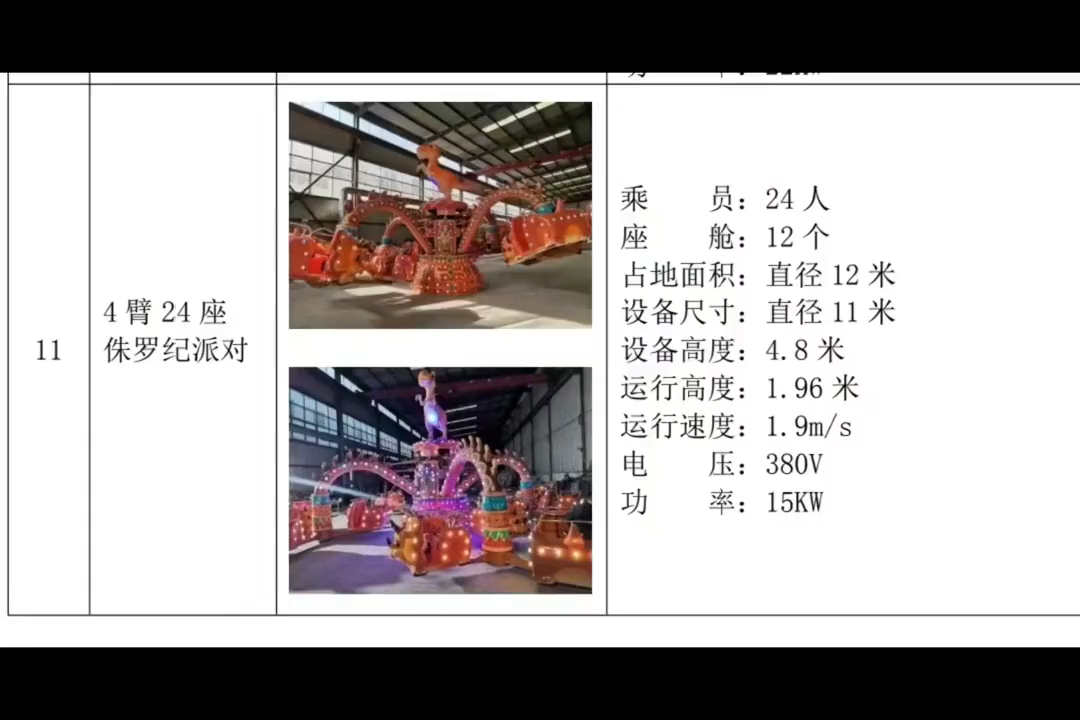 11
4臂24座
侏罗纪派对
乘　　员：24人
座　　舱：12个
占地面积：直径12米
设备尺寸：直径11米
设备高度：4.8米
运行高度：1.96米
运行速度：1.9m/s
电　　压：380V
功　　率：15KW